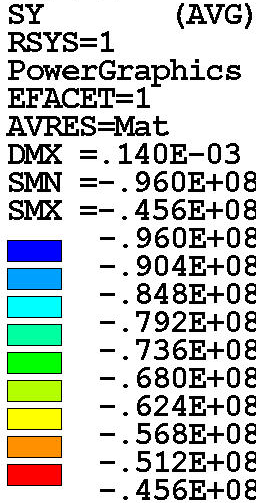 SY (AVG)
RSYS=1
PowerGraphics
EFACET=1
AVRES=Mat
DMX =.140E-03
SMN =-.960E+08
SMX =-.456E+08
-.960E+08
-.904E+08
-.848E+08
-.792E+08
-.736E+08
-.680E+08
-.624E+08
-.568E+08
-.512E+08
-.456E+08